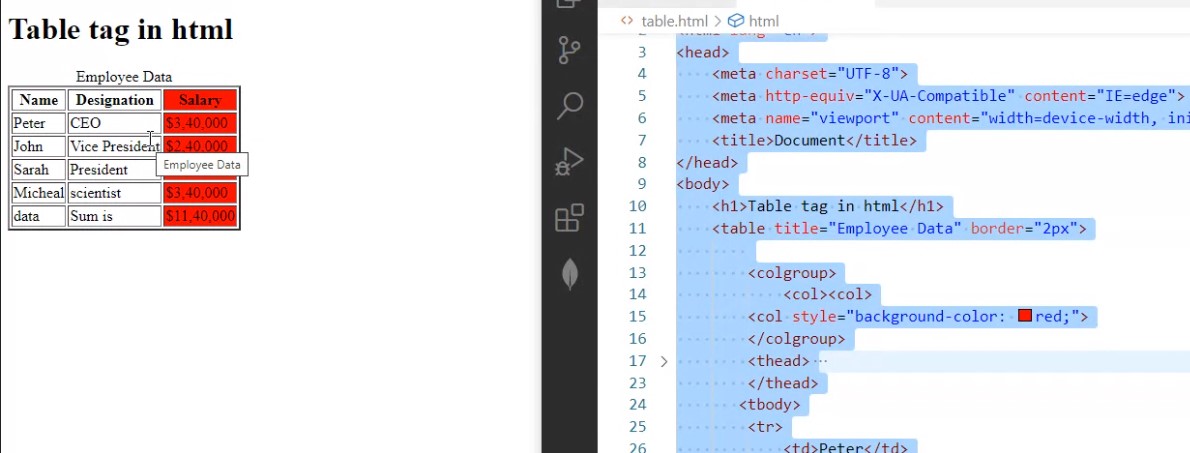 Table tag in html
Employee Data
Name Designation Salary
Peter CEO $3,40,000
John Vice President $2,40,000
Sarah President
Employee Data
Micheal scientist $3,40,000
data Sum is $11,40,000
table.html > html
3 <head>
4 <meta charset="UTF-8">
5 <meta http-equiv="X-UA-Compatible" content="IE=edge">
6 <meta name="viewport" content="width=device-width, ini
7 <title>Document</title>
8 </head>
9 <body>
10 <h1>Table tag in html</h1>
11 <table title="Employee Data" border="2px">
12
13 <colgroup>
14 <col><col>
15 <col style="background-color: red;">
16 </colgroup>
17 <thead> ...
23 </thead>
24 <tbody>
25 <tr>
26 <td>Peter</td>